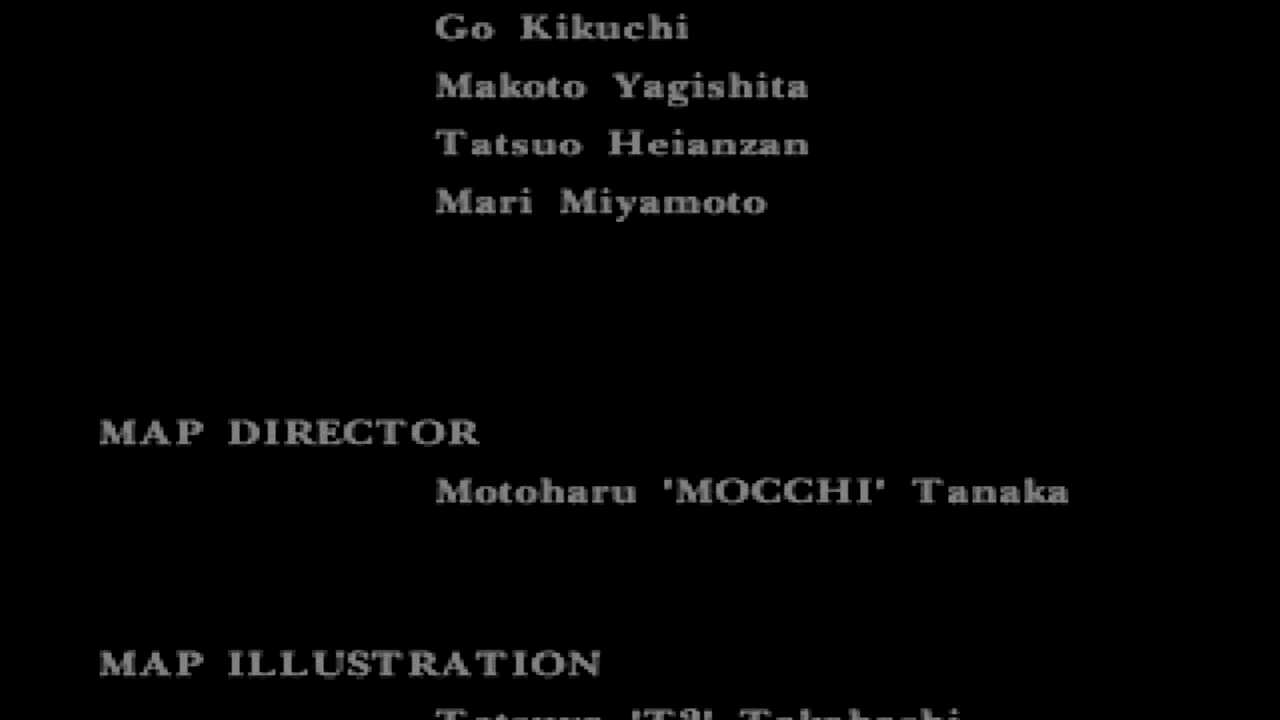 Go Kikuchi
Makoto Yagishita
Tatsuo Heianzan
Mari Miyamoto
MAP DIRECTOR
Motoharu 'MOCCHI' Tanaka
MAP ILLUSTRATION